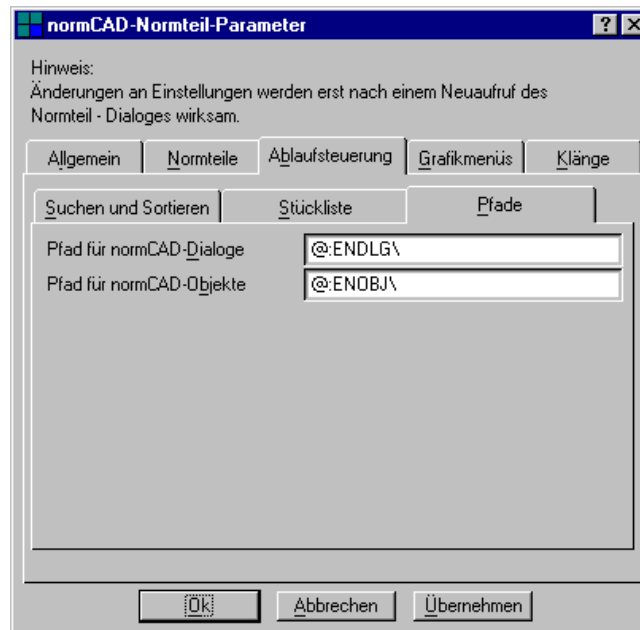 normCAD-Normteil-Parameter
Hinweis:
Änderungen an Einstellungen werden erst nach einem Neuaufruf des
Normteil - Dialoges wirksam.
Allgemein Normteile Ablaufsteuerung Grafikmenüs Klänge
Suchen und Sortieren Stückliste Pfade
Pfad für normCAD-Dialoge @:ENDLG\
Pfad für normCAD-Objekte @:ENOBJ\
Ok Abbrechen Übernehmen